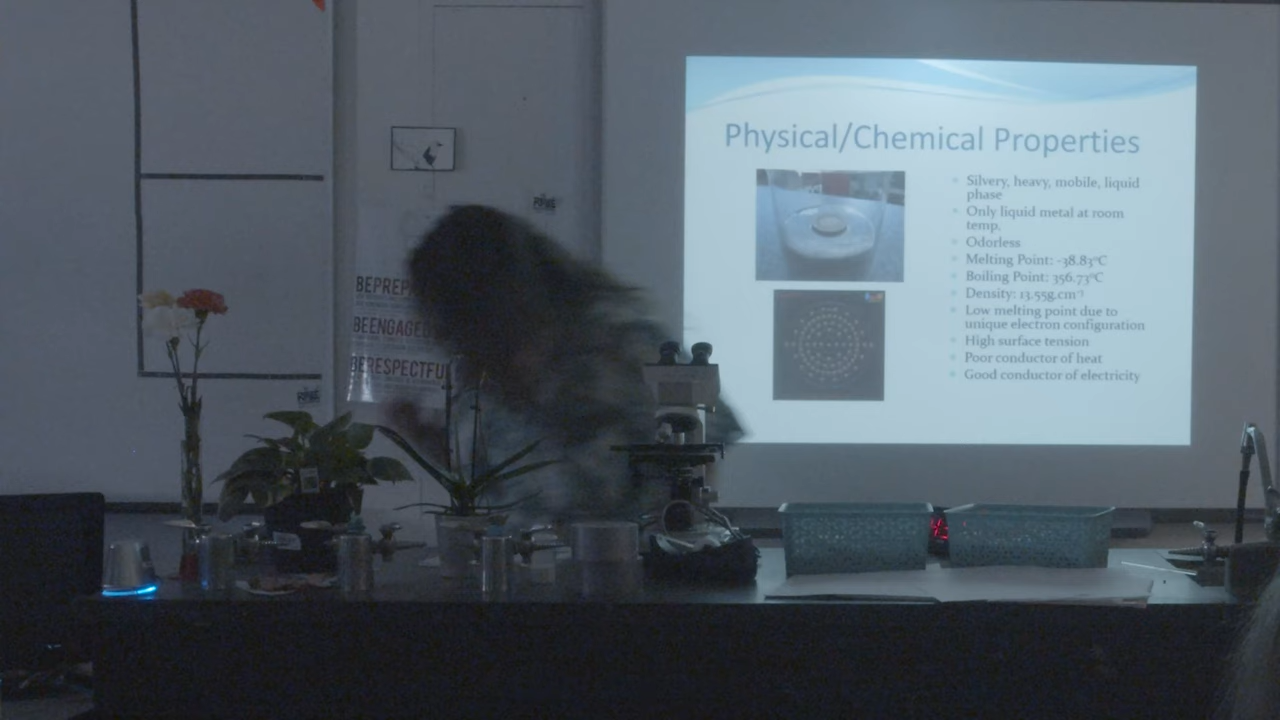 Physical/Chemical Properties
Silvery, heavy, mobile, liquid
phase
Only liquid metal at room
temp.
Odorless
Melting Point: -38.83°C
Boiling Point: 356.73°C
Density: 13.55g.cm⁻³
Low melting point due to
unique electron configuration
High surface tension
Poor conductor of heat
Good conductor of electricity
BEPREP
BEENGAGED
BERESPECTFUL